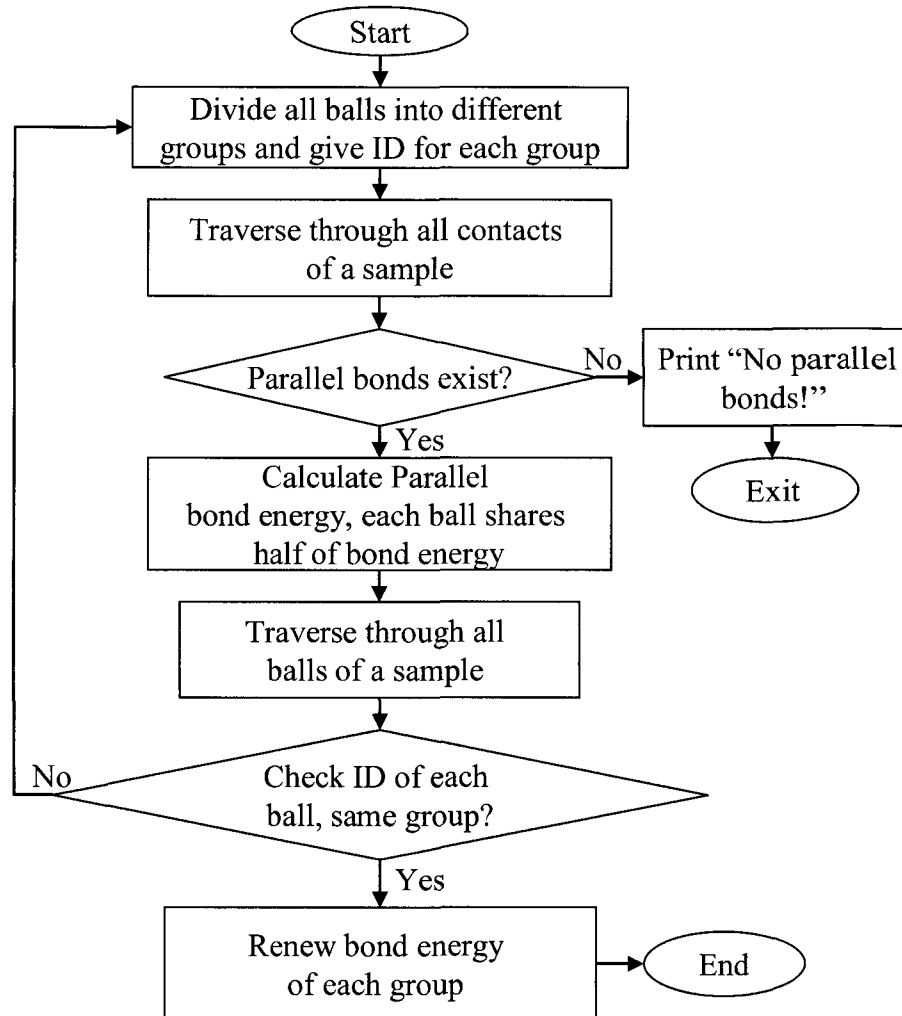 Start
Divide all balls into different
groups and give ID for each group
Traverse through all contacts
of a sample
Parallel bonds exist?
No
Print “No parallel
bonds!”
Exit
Yes
Calculate Parallel
bond energy, each ball shares
half of bond energy
Traverse through all
balls of a sample
No
Check ID of each
ball, same group?
Yes
Renew bond energy
of each group
End